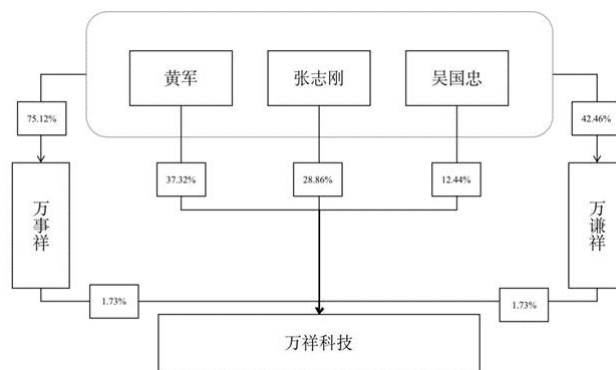 黄军
张志刚
吴国忠
75.12%
42.46%
37.32%
28.86%
12.44%
万事祥
万谦祥
1.73%
1.73%
万祥科技